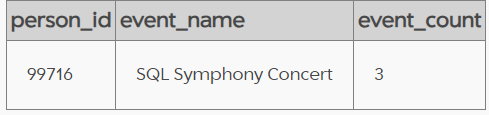 person_id event_name event_count
99716 SQL Symphony Concert 3